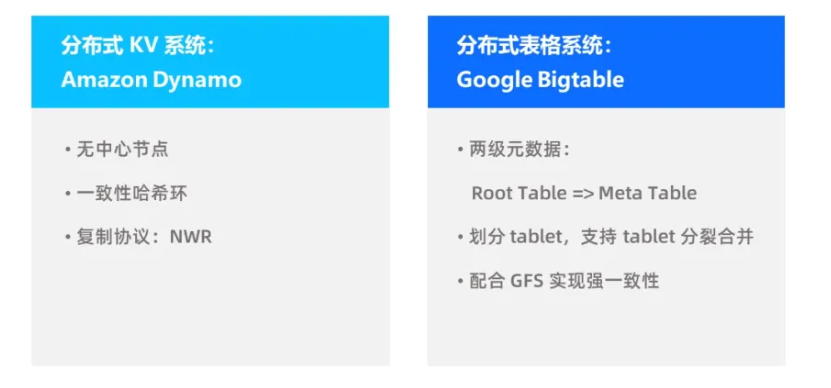 分布式 KV 系统：
Amazon Dynamo
• 无中心节点
• 一致性哈希环
• 复制协议：NWR
分布式表格系统：
Google Bigtable
• 两级元数据：
Root Table => Meta Table
• 划分 tablet，支持 tablet 分裂合并
• 配合 GFS 实现强一致性